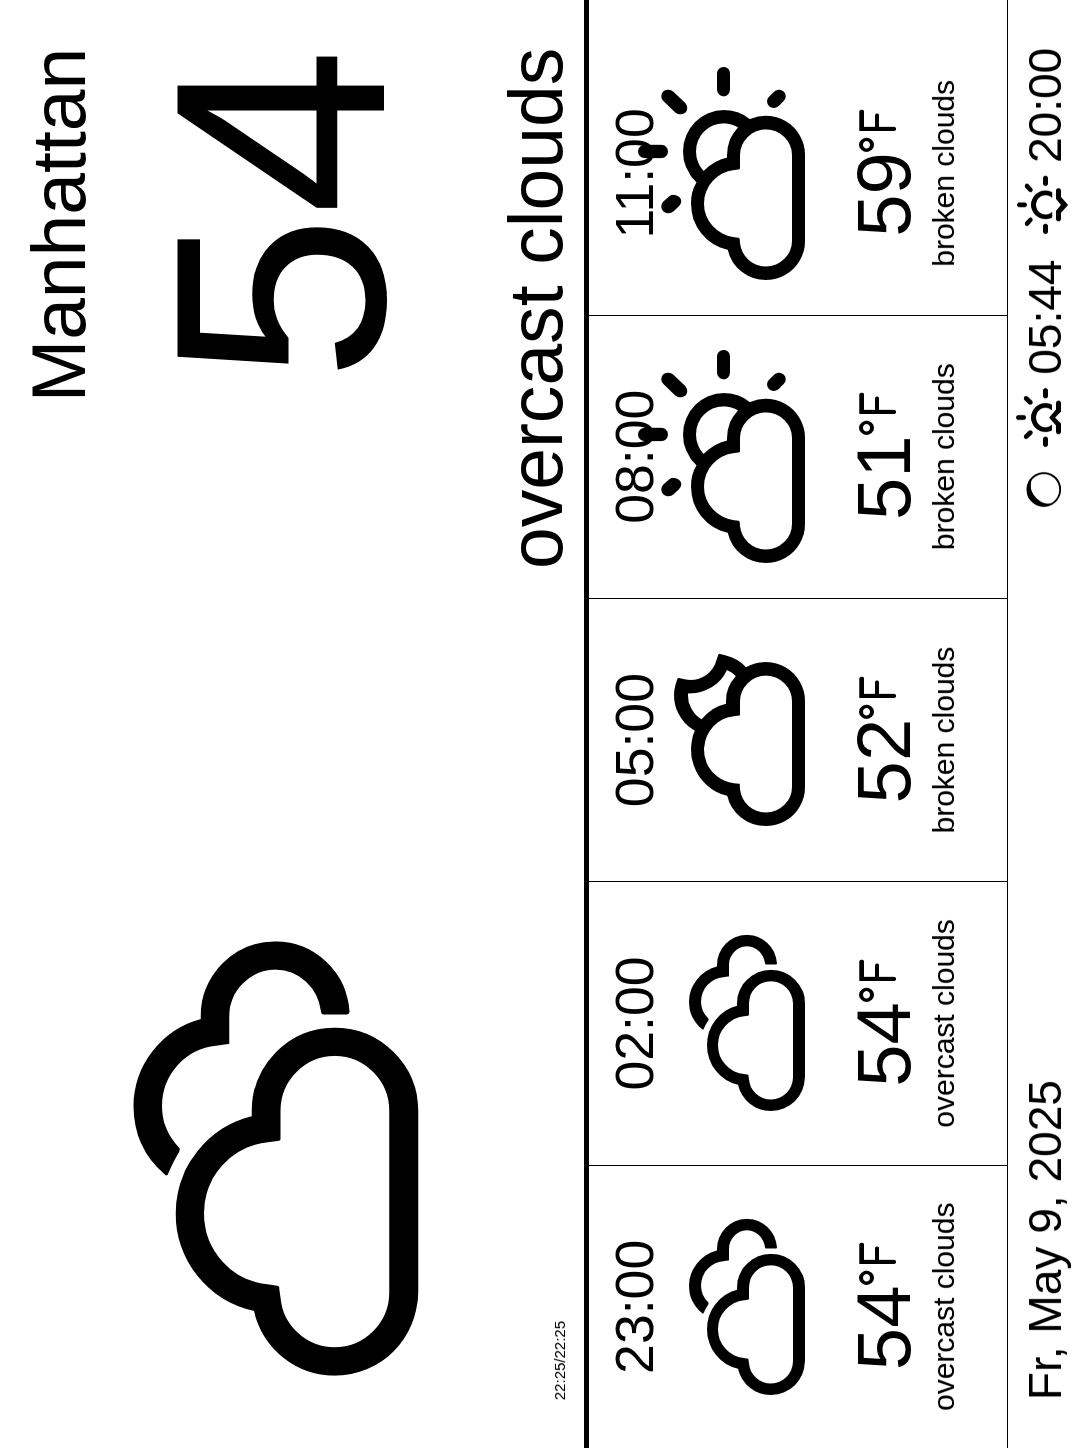 Manhattan
54
overcast clouds
22:25/22:25
23:00
54°F
overcast clouds
02:00
54°F
overcast clouds
05:00
52°F
broken clouds
08:00
51°F
broken clouds
11:00
59°F
broken clouds
Fr, May 9, 2025
05:44
20:00